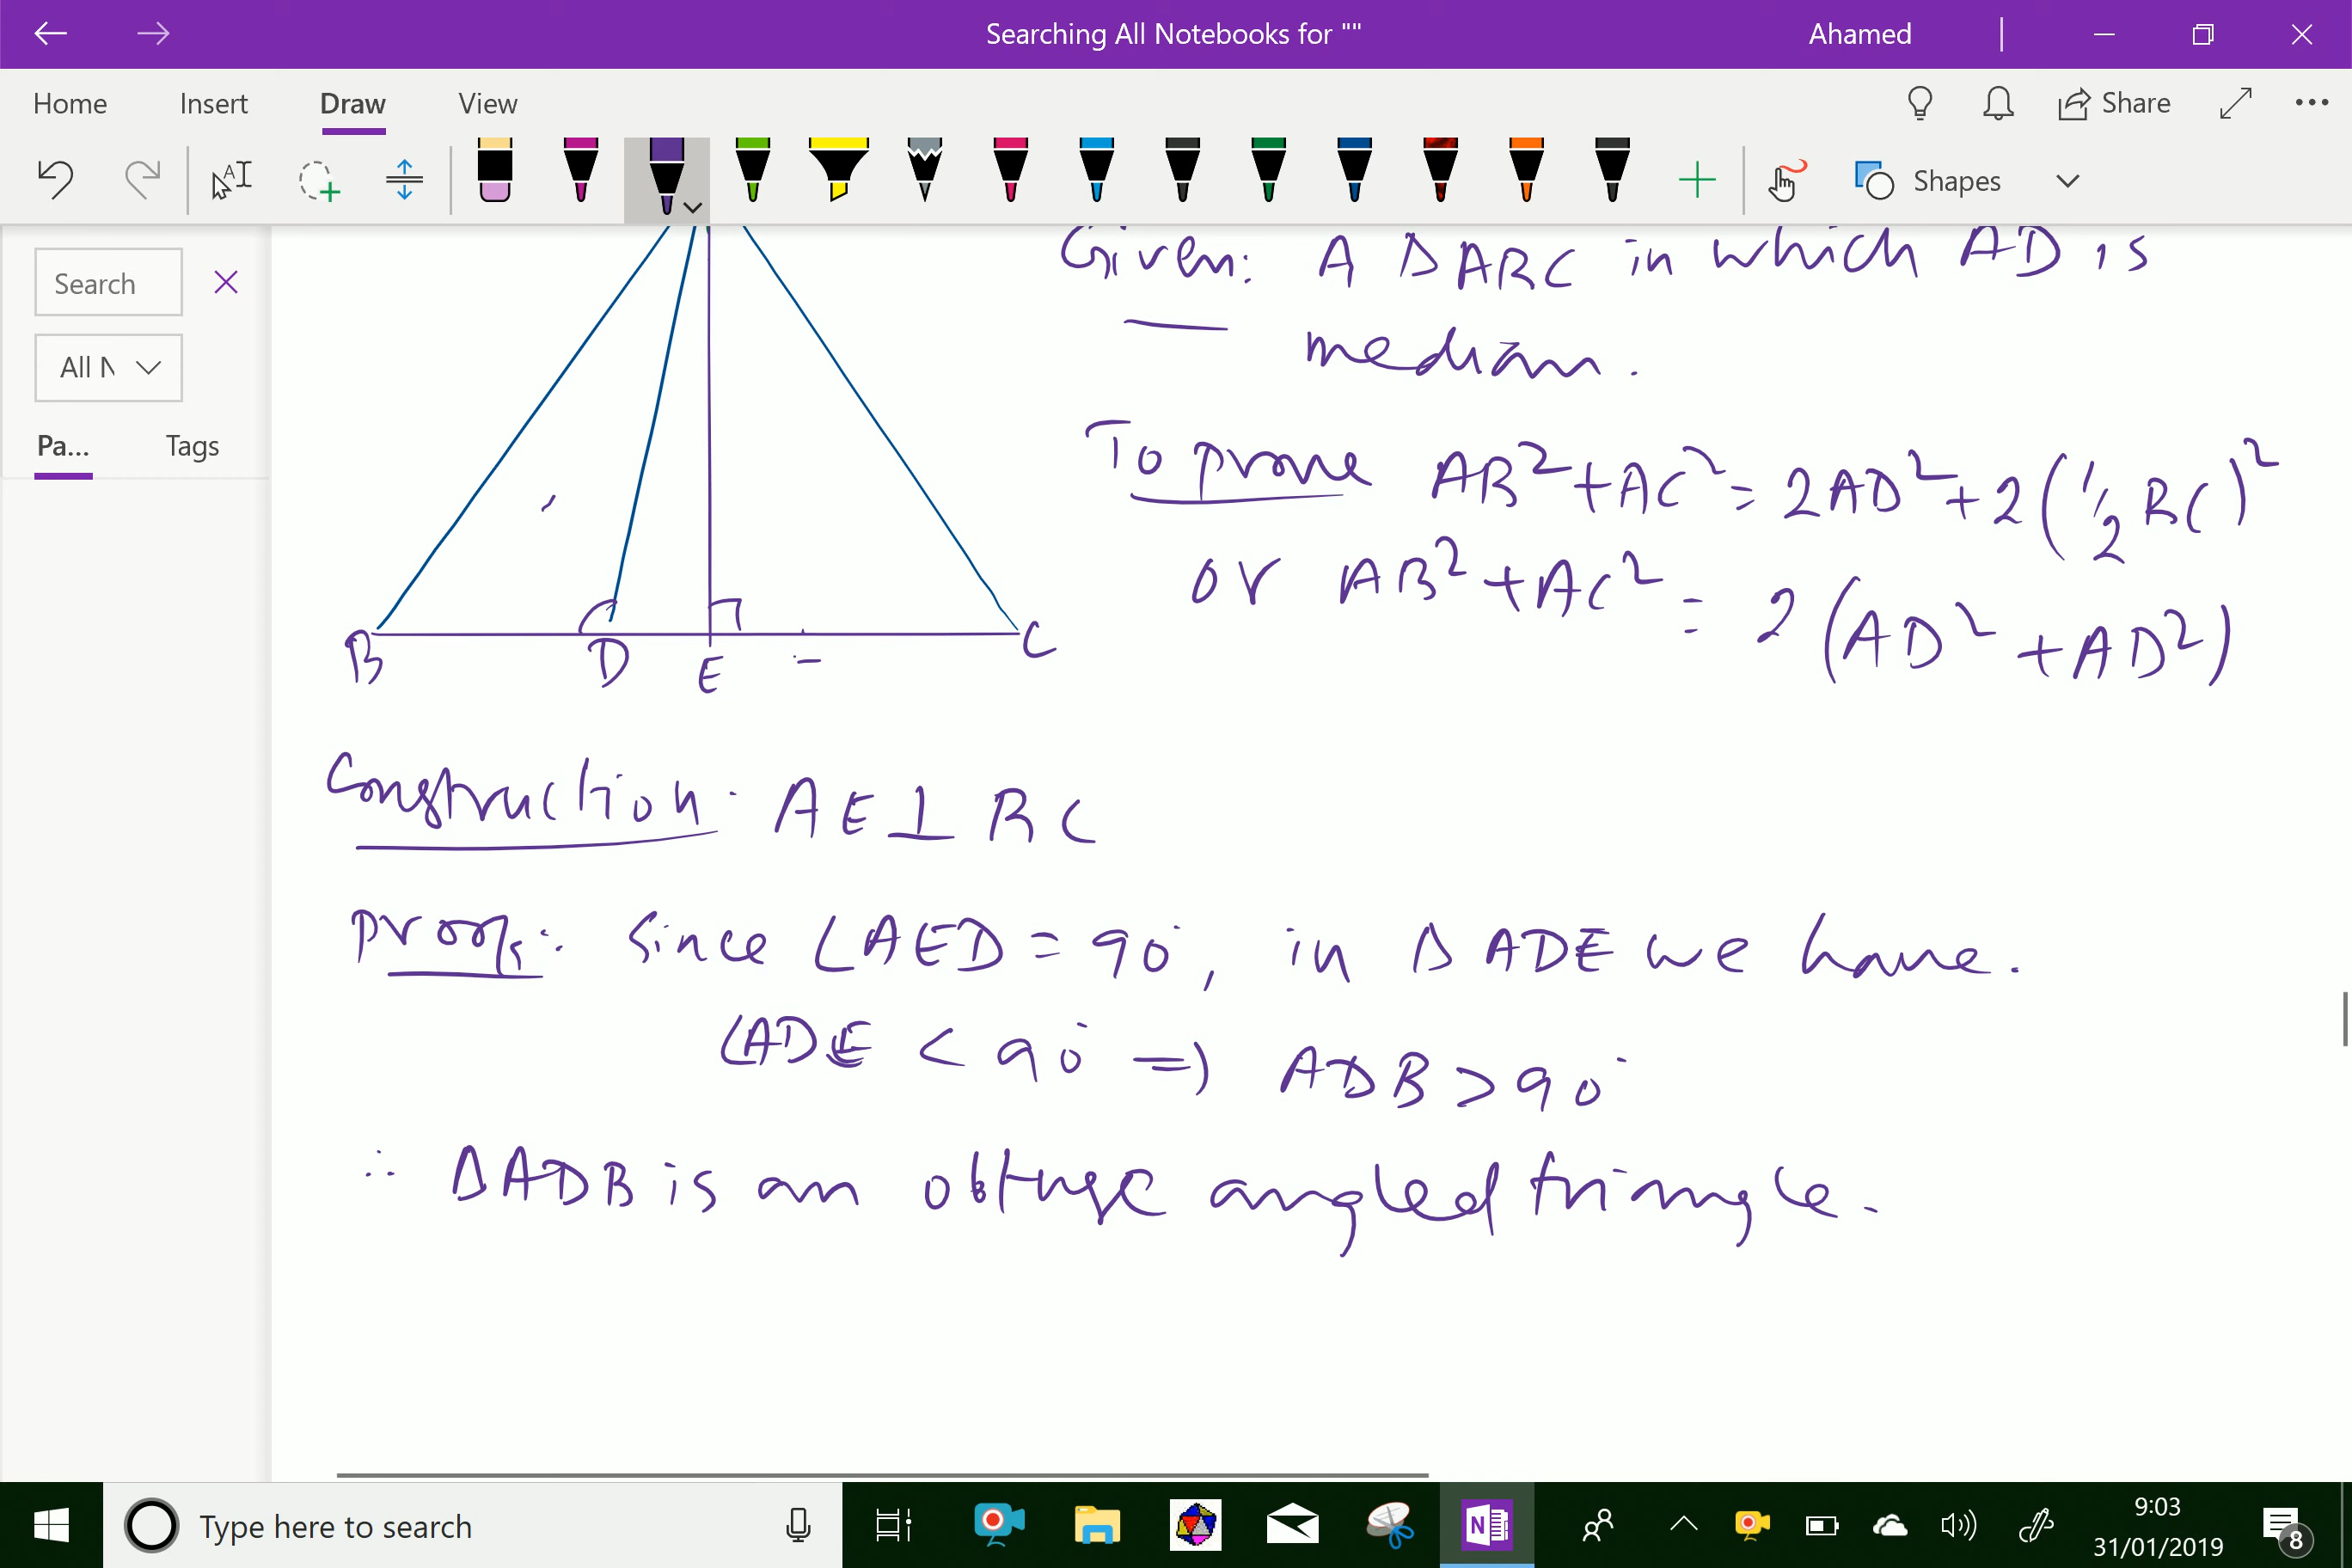 Searching All Notebooks for "" Ahamed
Home Insert Draw View Share
Shapes
Search
All N
Pa... Tags
Given: A ΔABC in which AD is
median.
To prove AB²+AC² = 2AD²+2(1/2 BC)²
or AB²+AC² = 2(AD²+AD²)
B D E C
Construction: AE⊥BC
Proof: Since ∠AED = 90°, in ΔADE we have.
∠ADE < 90° ⇒ ADB > 90°
∴ ΔADB is an obtuse angled triangle.
Type here to search
9:03
31/01/2019
8